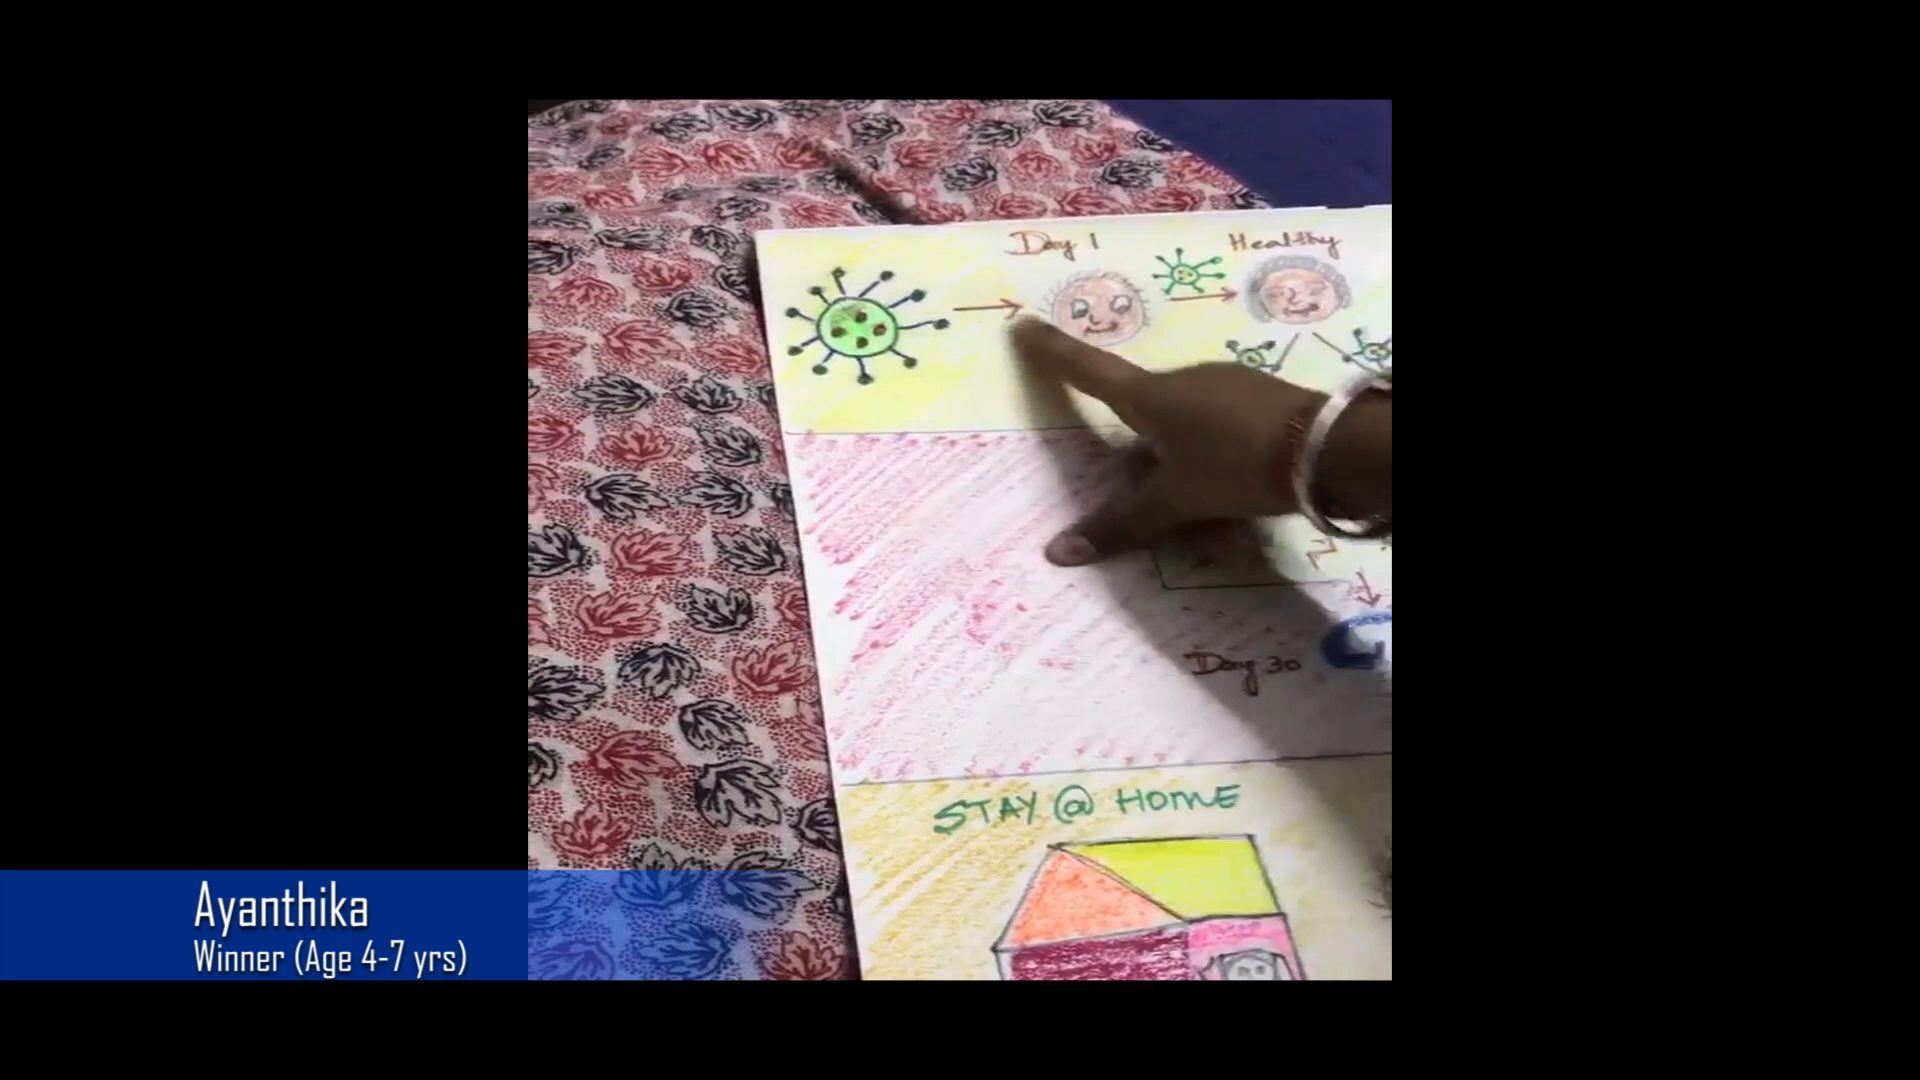 Day 1
Healthy
Day 30
STAY @ HOME
Ayanthika
Winner (Age 4-7 yrs)